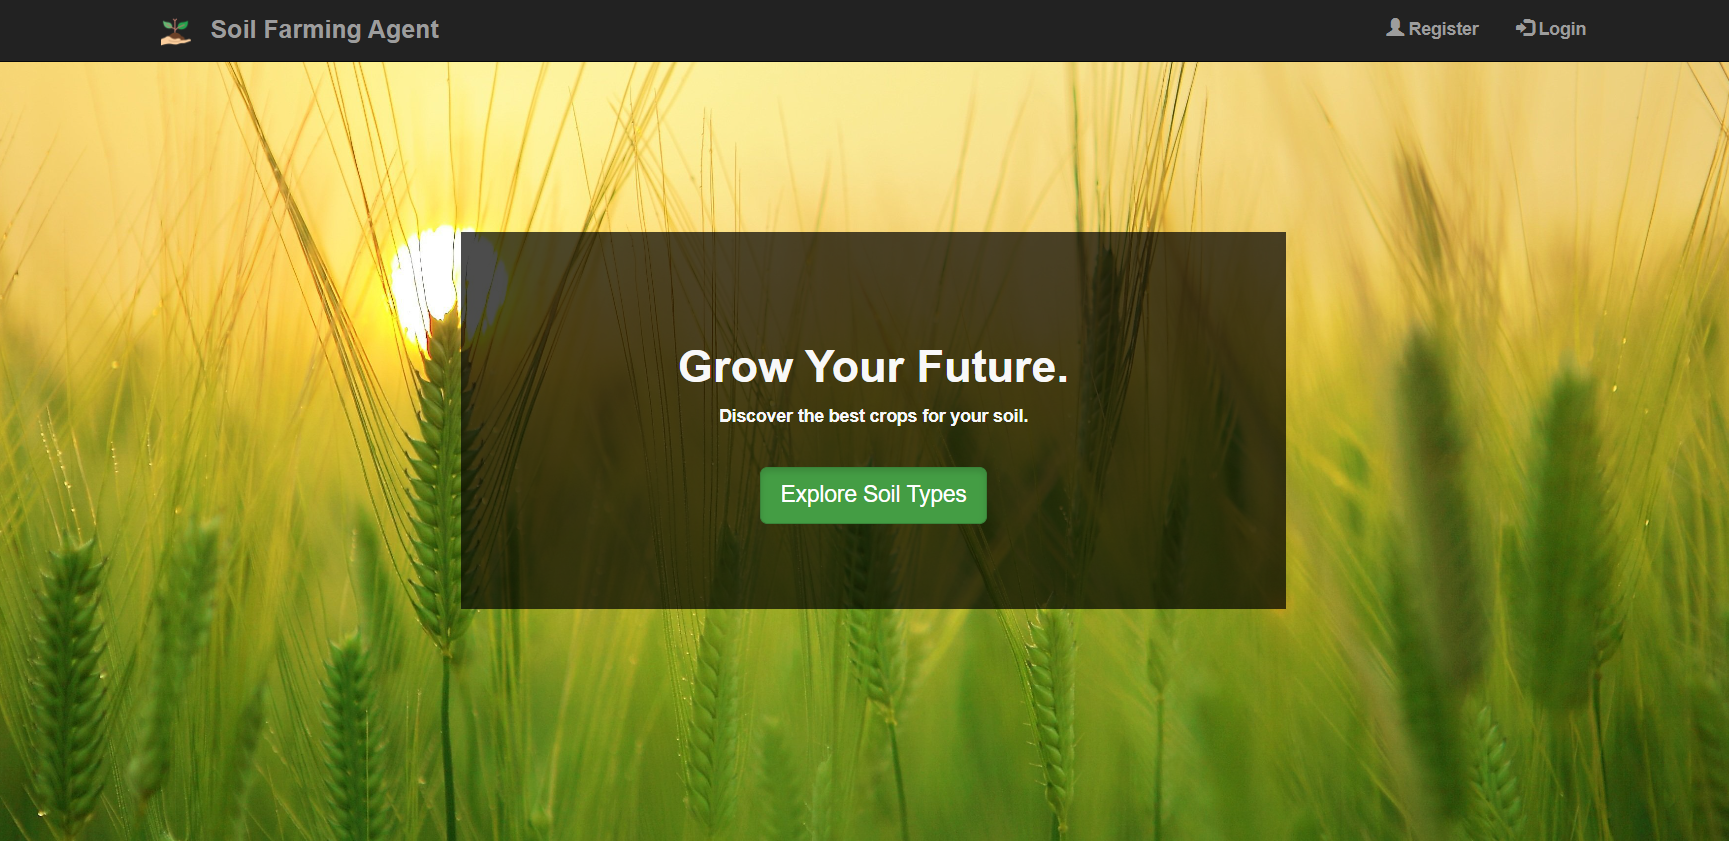 Soil Farming Agent
Register
Login
Grow Your Future.
Discover the best crops for your soil.
Explore Soil Types